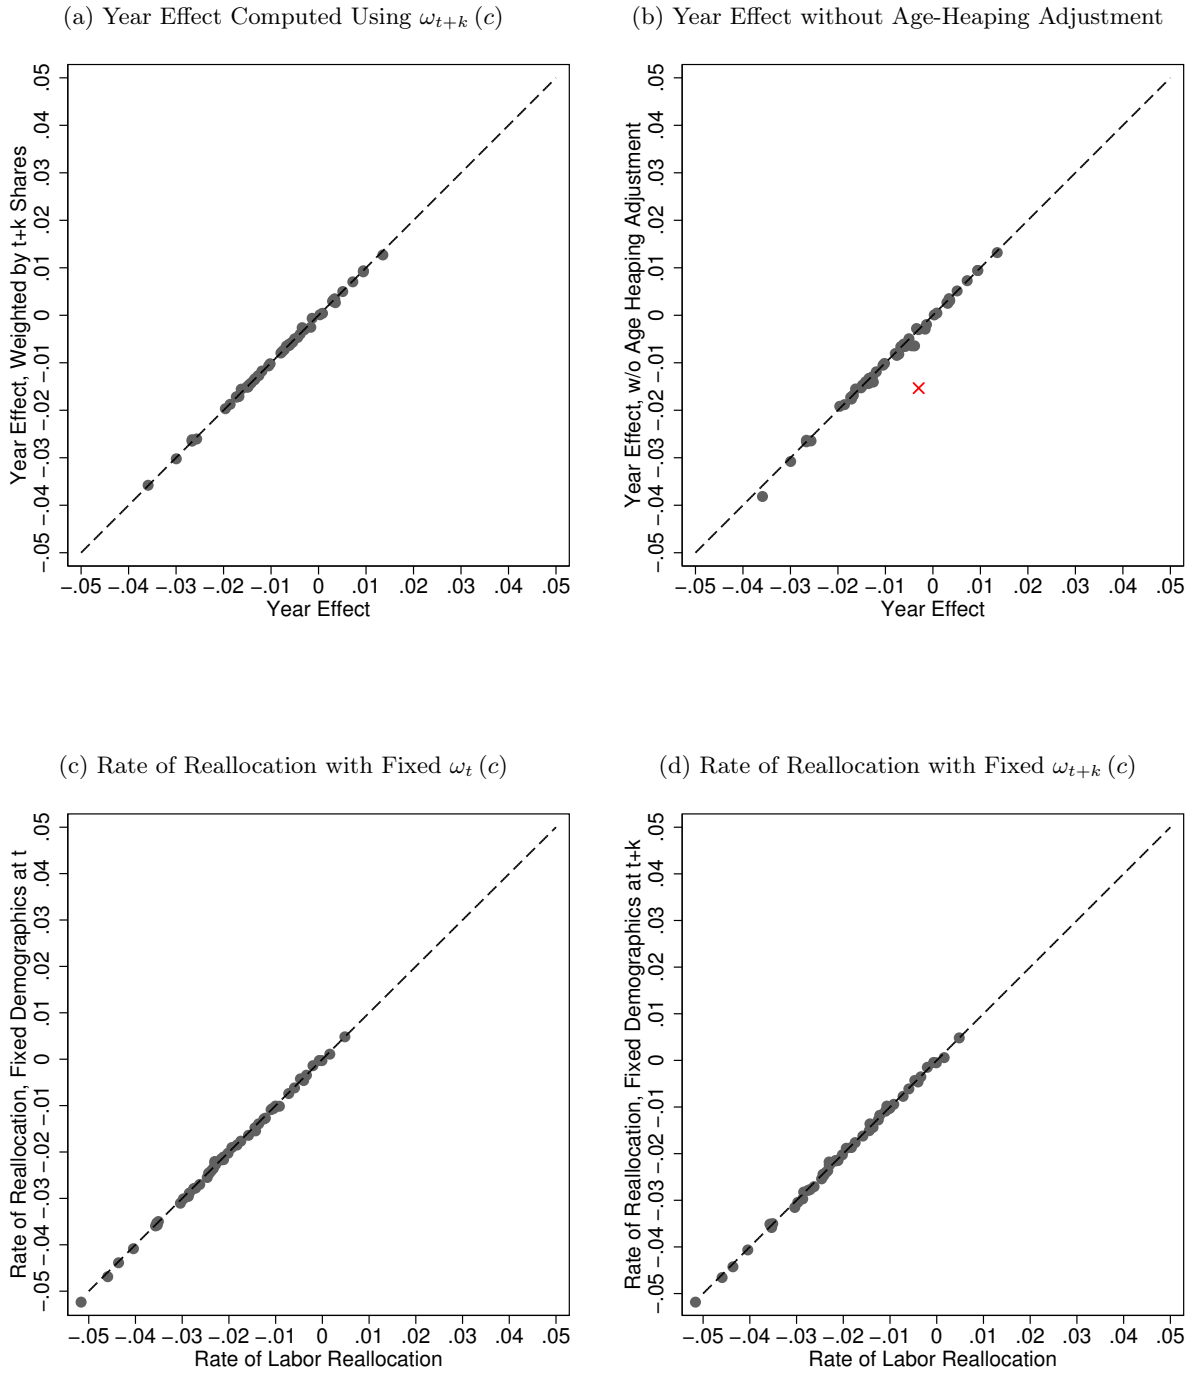 (a) Year Effect Computed Using ωt+k (c)
Year Effect, Weighted by t+k Shares
.05
.04
.03
.02
.01
0
−.01
−.02
−.03
−.04
−.05
−.05 −.04 −.03 −.02 −.01 0 .01 .02 .03 .04 .05
Year Effect
(b) Year Effect without Age-Heaping Adjustment
Year Effect, w/o Age Heaping Adjustment
.05
.04
.03
.02
.01
0
−.01
−.02
−.03
−.04
−.05
−.05 −.04 −.03 −.02 −.01 0 .01 .02 .03 .04 .05
Year Effect
(c) Rate of Reallocation with Fixed ωt (c)
Rate of Reallocation, Fixed Demographics at t
.05
.04
.03
.02
.01
0
−.01
−.02
−.03
−.04
−.05
−.05 −.04 −.03 −.02 −.01 0 .01 .02 .03 .04 .05
Rate of Labor Reallocation
(d) Rate of Reallocation with Fixed ωt+k (c)
Rate of Reallocation, Fixed Demographics at t+k
.05
.04
.03
.02
.01
0
−.01
−.02
−.03
−.04
−.05
−.05 −.04 −.03 −.02 −.01 0 .01 .02 .03 .04 .05
Rate of Labor Reallocation